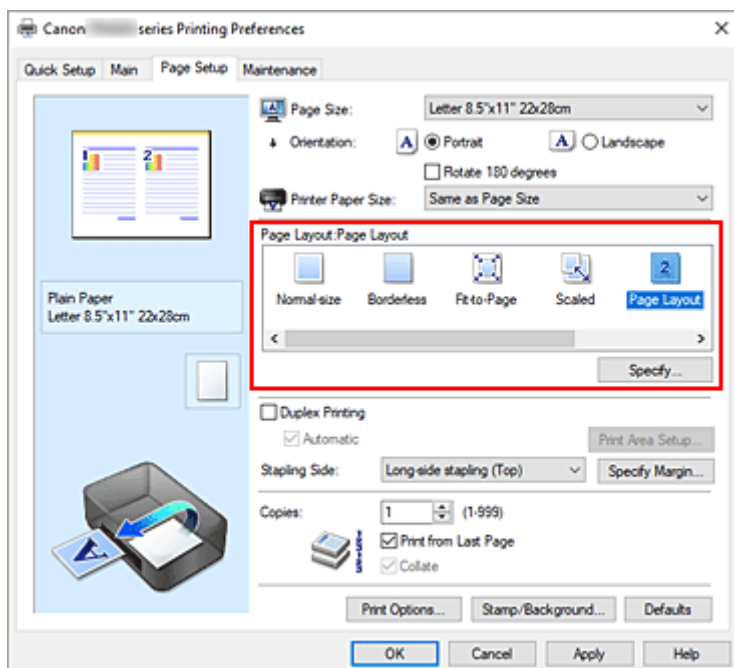 Canon series Printing Preferences
Quick Setup Main Page Setup Maintenance
1 2
Plain Paper
Letter 8.5"x11" 22x28cm
Page Size: Letter 8.5"x11" 22x28cm
Orientation: A Portrait A Landscape
Rotate 180 degrees
Printer Paper Size: Same as Page Size
Page Layout:Page Layout
2
Normal-size Borderless Fit-to-Page Scaled Page Layout
Specify...
Duplex Printing
Automatic Print Area Setup...
Stapling Side: Long-side stapling (Top) Specify Margin...
Copies: 1 (1-999)
Print from Last Page
Collate
A
Print Options... Stamp/Background... Defaults
OK Cancel Apply Help